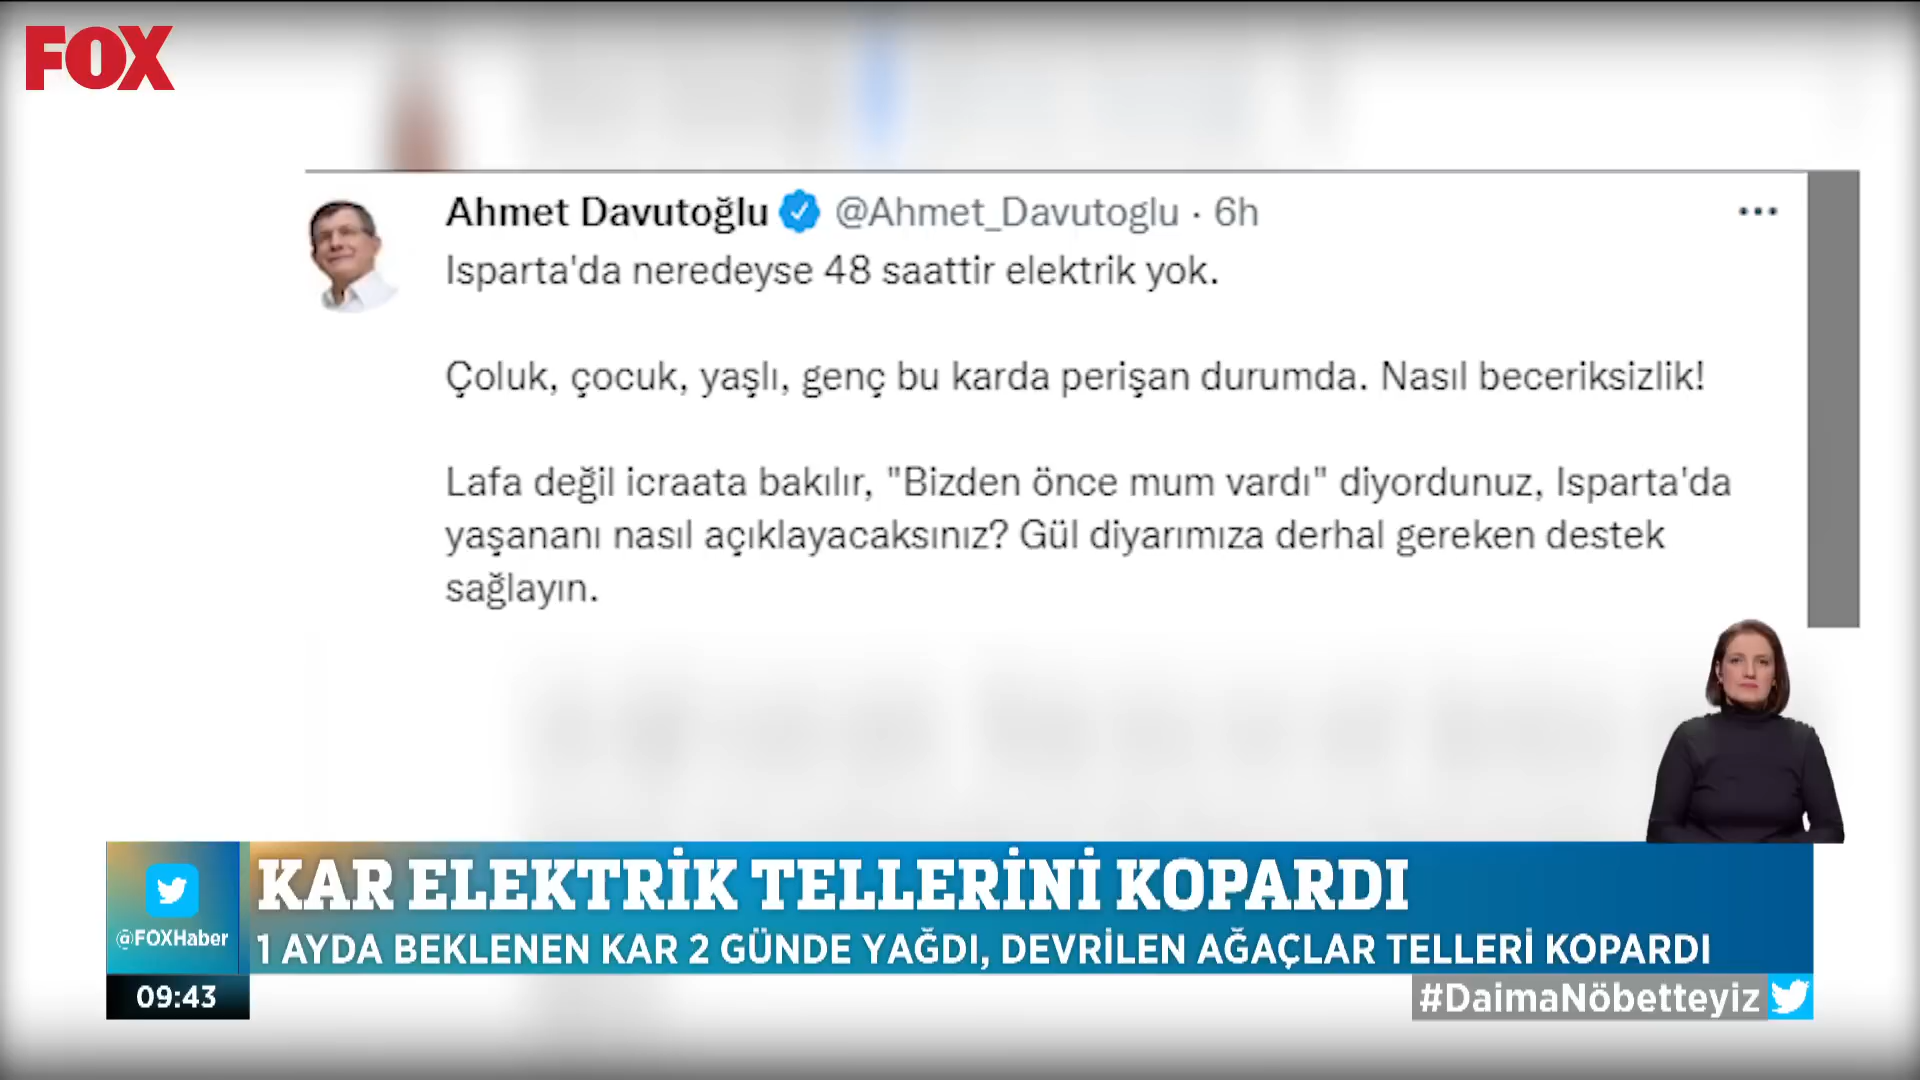 FOX
Ahmet Davutoğlu @Ahmet_Davutoglu · 6h
Isparta'da neredeyse 48 saattir elektrik yok.
Çoluk, çocuk, yaşlı, genç bu karda perişan durumda. Nasıl beceriksizlik!
Lafa değil icraata bakılır, "Bizden önce mum vardı" diyordunuz, Isparta'da
yaşananı nasıl açıklayacaksınız? Gül diyarımıza derhal gereken destek
sağlayın.
KAR ELEKTRİK TELLERİNİ KOPARDI
@FOXHaber
1 AYDA BEKLENEN KAR 2 GÜNDE YAĞDI, DEVRİLEN AĞAÇLAR TELLERİ KOPARDI
09:43
#DaimaNöbetteyiz